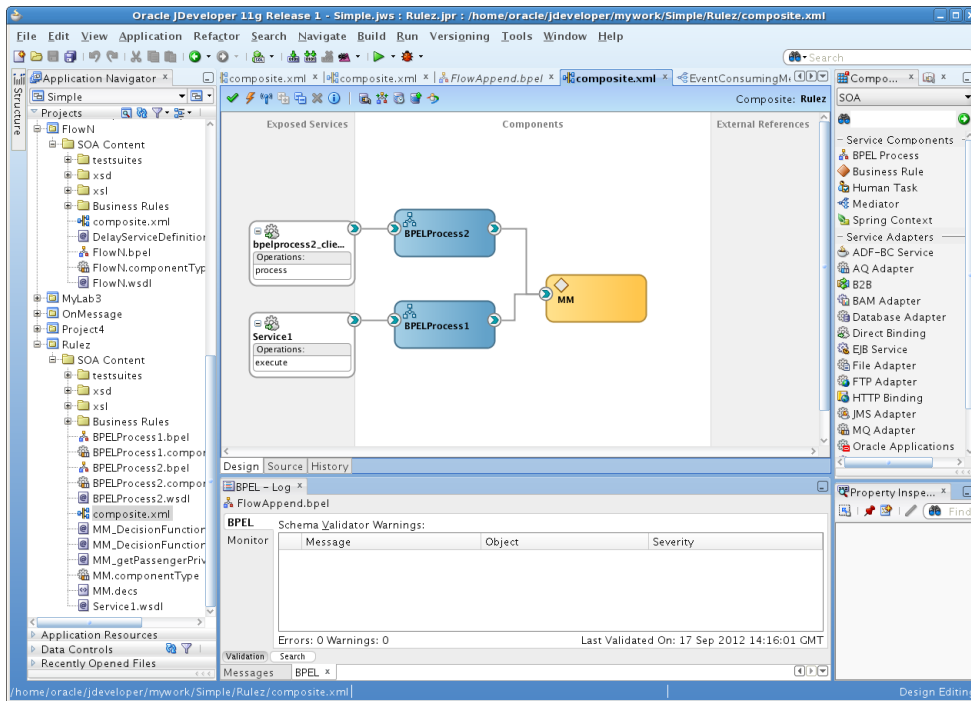 Oracle JDeveloper 11g Release 1 - Simple.jws : Rulez.jpr : /home/oracle/jdeveloper/mywork/Simple/Rulez/composite.xml
File Edit View Application Refactor Search Navigate Build Run Versioning Tools Window Help
Search
Application Navigator
composite.xml
composite.xml
FlowAppend.bpel
composite.xml
EventConsumingM
Compo...
Structure
Simple
Composite: Rulez
SOA
Projects
FlowN
SOA Content
testsuites
xsd
xsl
Business Rules
composite.xml
DelayServiceDefinition
FlowN.bpel
FlowN.componentTyp
FlowN.wsdl
MyLab3
OnMessage
Project4
Rulez
SOA Content
testsuites
xsd
xsl
Business Rules
BPELProcess1.bpel
BPELProcess1.compor
BPELProcess2.bpel
BPELProcess2.compor
BPELProcess2.wsdl
composite.xml
MM_DecisionFunction
MM_DecisionFunction
MM_getPassengerPriv
MM.componentType
MM.decs
Service1.wsdl
Application Resources
Data Controls
Recently Opened Files
Exposed Services
Components
External References
bpelprocess2_clie...
Operations:
process
BPELProcess2
MM
Service1
Operations:
execute
BPELProcess1
Design Source History
Service Components
BPEL Process
Business Rule
Human Task
Mediator
Spring Context
Service Adapters
ADF-BC Service
AQ Adapter
B2B
BAM Adapter
Database Adapter
Direct Binding
EJB Service
File Adapter
FTP Adapter
HTTP Binding
JMS Adapter
MQ Adapter
Oracle Applications
BPEL - Log
FlowAppend.bpel
BPEL
Monitor
Schema Validator Warnings:
Message Object Severity
Errors: 0 Warnings: 0
Last Validated On: 17 Sep 2012 14:16:01 GMT
Validation Search
Messages BPEL
Property Inspe...
Find
/home/oracle/jdeveloper/mywork/Simple/Rulez/composite.xml
Design Editing